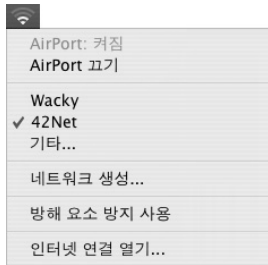 AirPort: 켜짐
AirPort 끄기
Wacky
✓ 42Net
기타...
네트워크 생성...
방해 요소 방지 사용
인터넷 연결 열기...